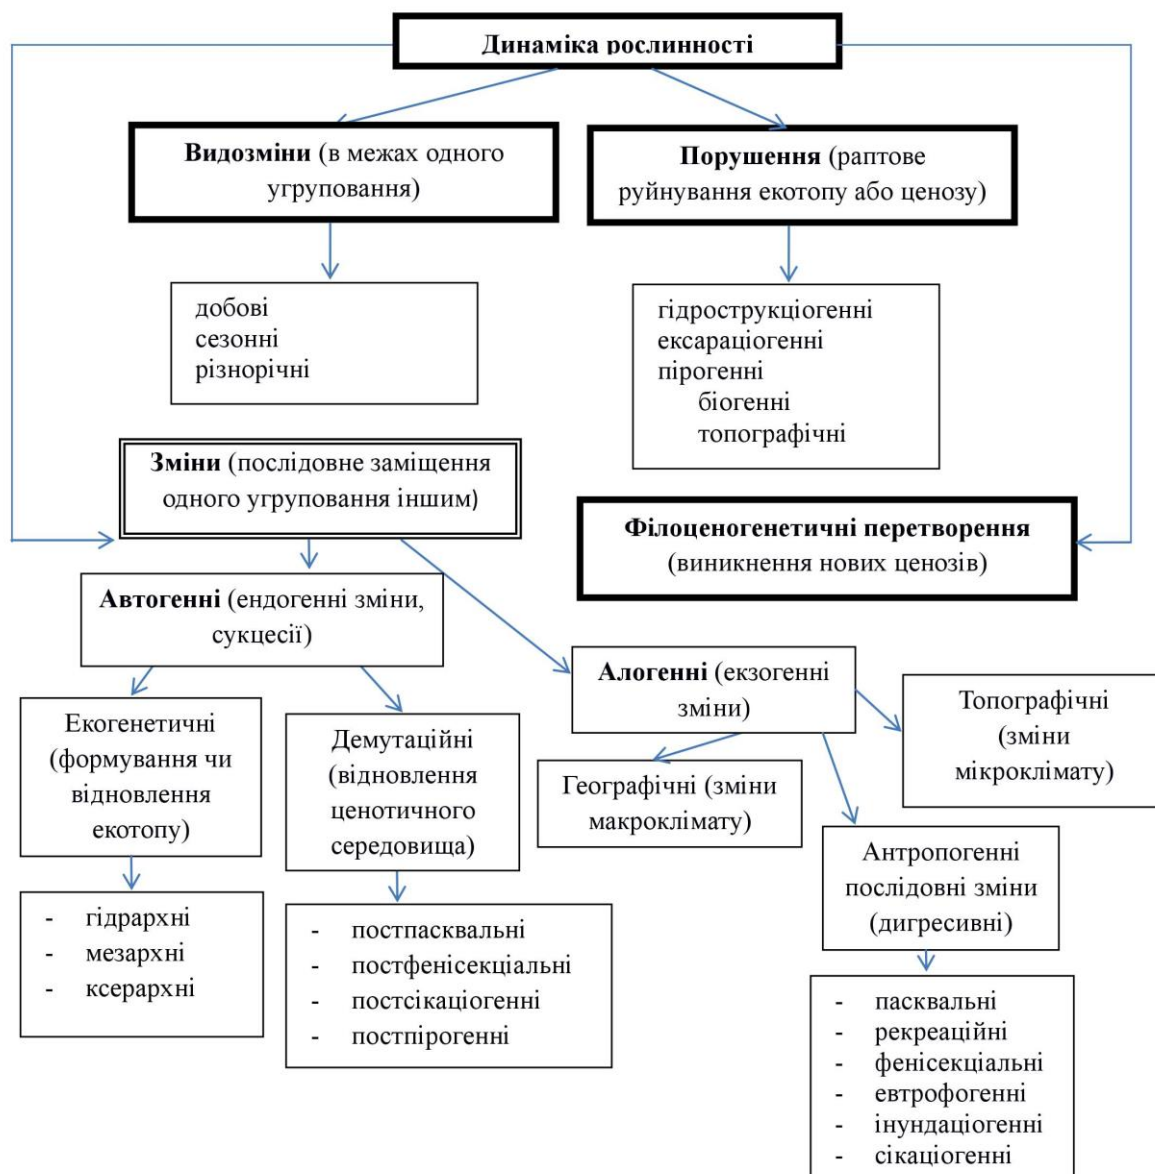 Динаміка рослинності
Видозміни (в межах одного
угруповання)
Порушення (раптове
руйнування екотопу або ценозу)
добові
сезонні
різнорічні
гідрострукціогенні
ексараціогенні
пірогенні
біогенні
топографічні
Зміни (послідовне заміщення
одного угруповання іншим)
Філоценогенетичні перетворення
(виникнення нових ценозів)
Автогенні (ендогенні зміни,
сукцесії)
Алогенні (екзогенні
зміни)
Топографічні
(зміни
мікроклімату)
Екогенетичні
(формування чи
відновлення
екотопу)
Демутаційні
(відновлення
ценотичного
середовища)
Географічні (зміни
макроклімату)
Антропогенні
послідовні зміни
(дигресивні)
- гідрархні
- мезархні
- ксерархні
- постпасквальні
- постфенісекціальні
- постсікаціогенні
- постпірогенні
- пасквальні
- рекреаційні
- фенісекціальні
- евтрофогенні
- інундаціогенні
- сікаціогенні